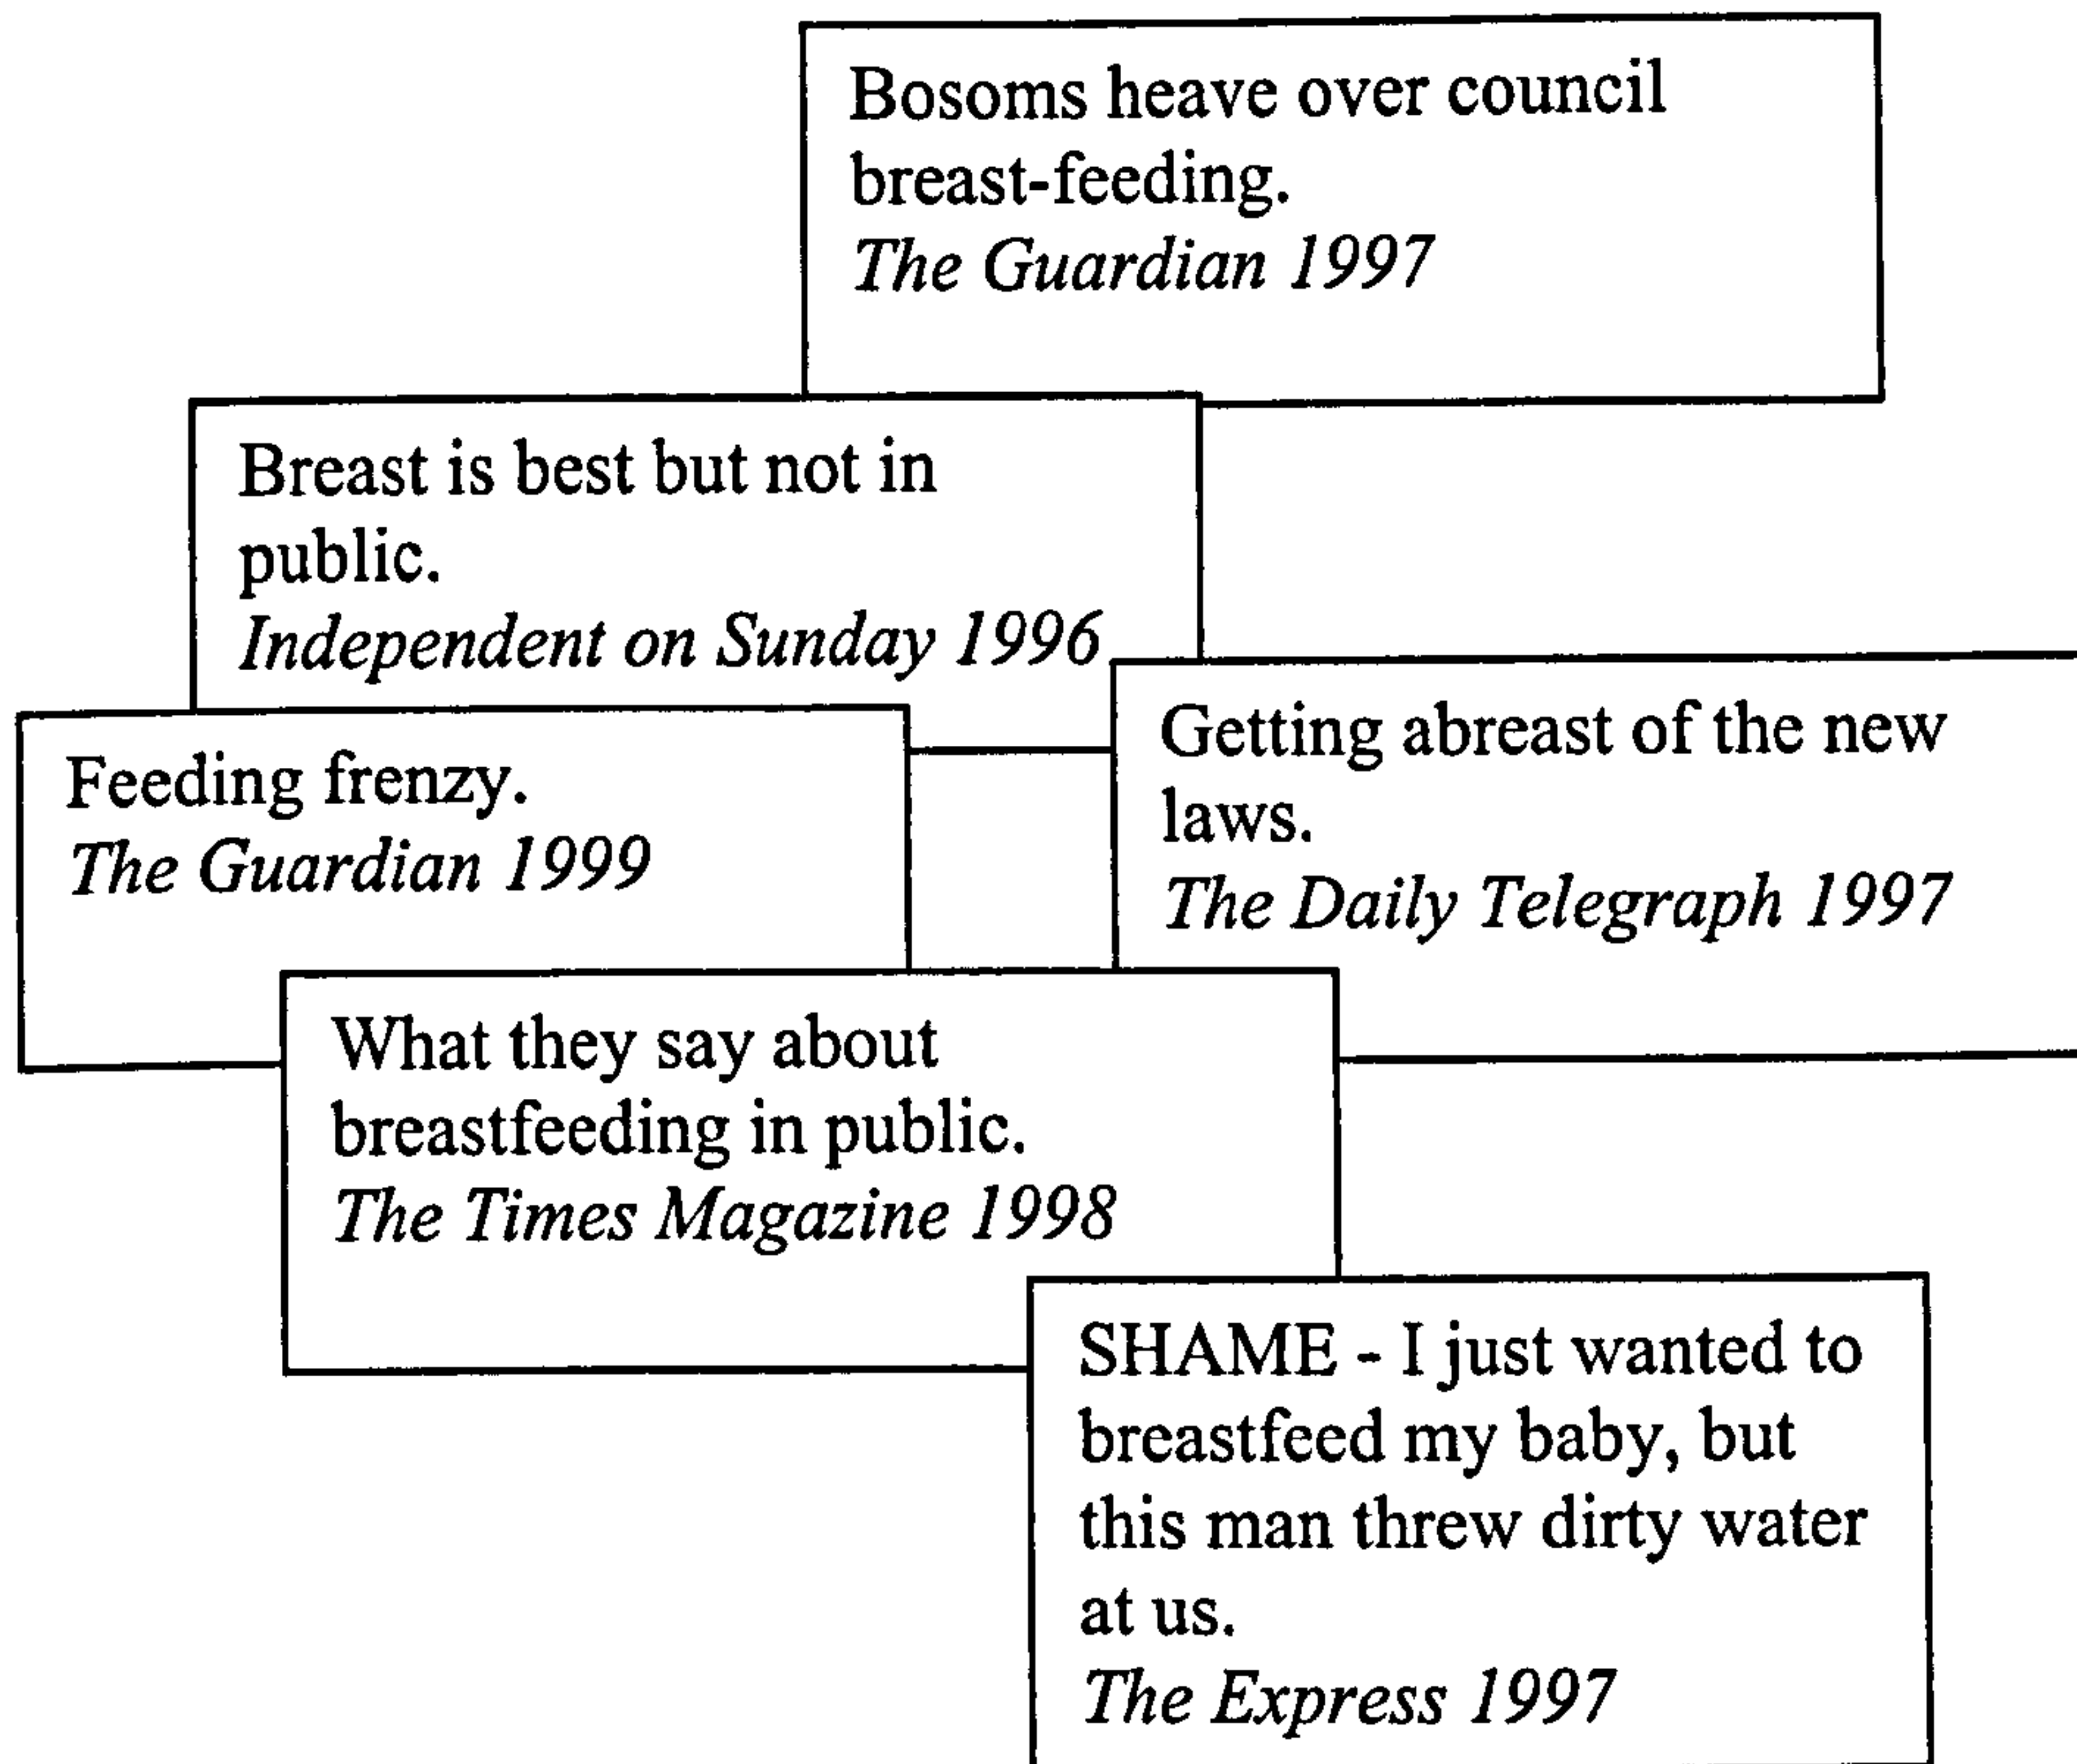 Bosoms heave over council
breast-feeding.
The Guardian 1997
Breast is best but not in
public.
Independent on Sunday 1996
Feeding frenzy.
The Guardian 1999
Getting abreast of the new
laws.
The Daily Telegraph 1997
What they say about
breastfeeding in public.
The Times Magazine 1998
SHAME - I just wanted to
breastfeed my baby, but
this man threw dirty water
at us.
The Express 1997